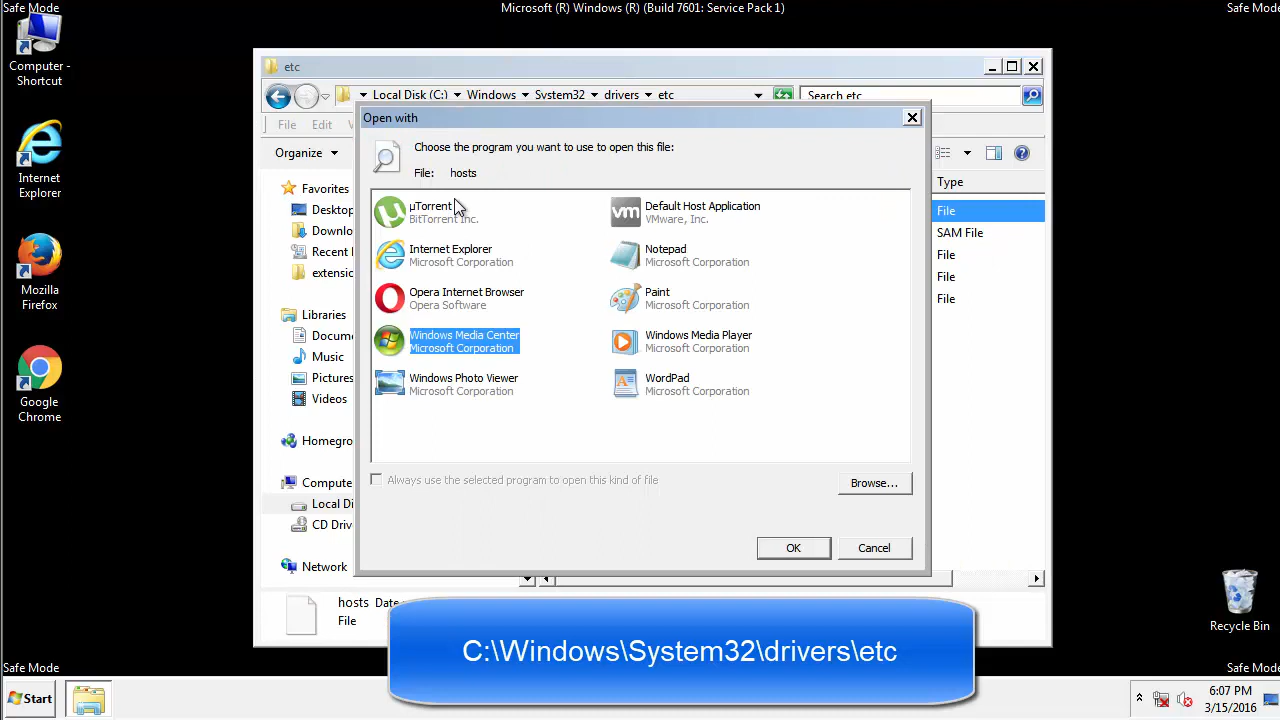 Safe Mode
Microsoft (R) Windows (R) (Build 7601: Service Pack 1)
Safe Mode
Computer -
Shortcut
Internet
Explorer
Mozilla
Firefox
Google
Chrome
etc
Local Disk (C:) Windows System32 drivers etc
Search etc
File Edit
Organize
Favorites
Desktop
Recent
Libraries
Music
Pictures
Videos
Network
Type
File
SAM File
File
File
File
Open with
Choose the program you want to use to open this file:
File: hosts
µTorrent
BitTorrent Inc.
Default Host Application
VMware, Inc.
Internet Explorer
Microsoft Corporation
Notepad
Microsoft Corporation
Opera Internet Browser
Opera Software
Paint
Microsoft Corporation
Windows Media Center
Microsoft Corporation
Windows Media Player
Microsoft Corporation
Windows Photo Viewer
Microsoft Corporation
WordPad
Microsoft Corporation
Always use the selected program to open this kind of file
Browse...
OK Cancel
hosts
File
C:\Windows\System32\drivers\etc
Recycle Bin
Safe Mode
Safe Mode
Start
6:07 PM
3/15/2016